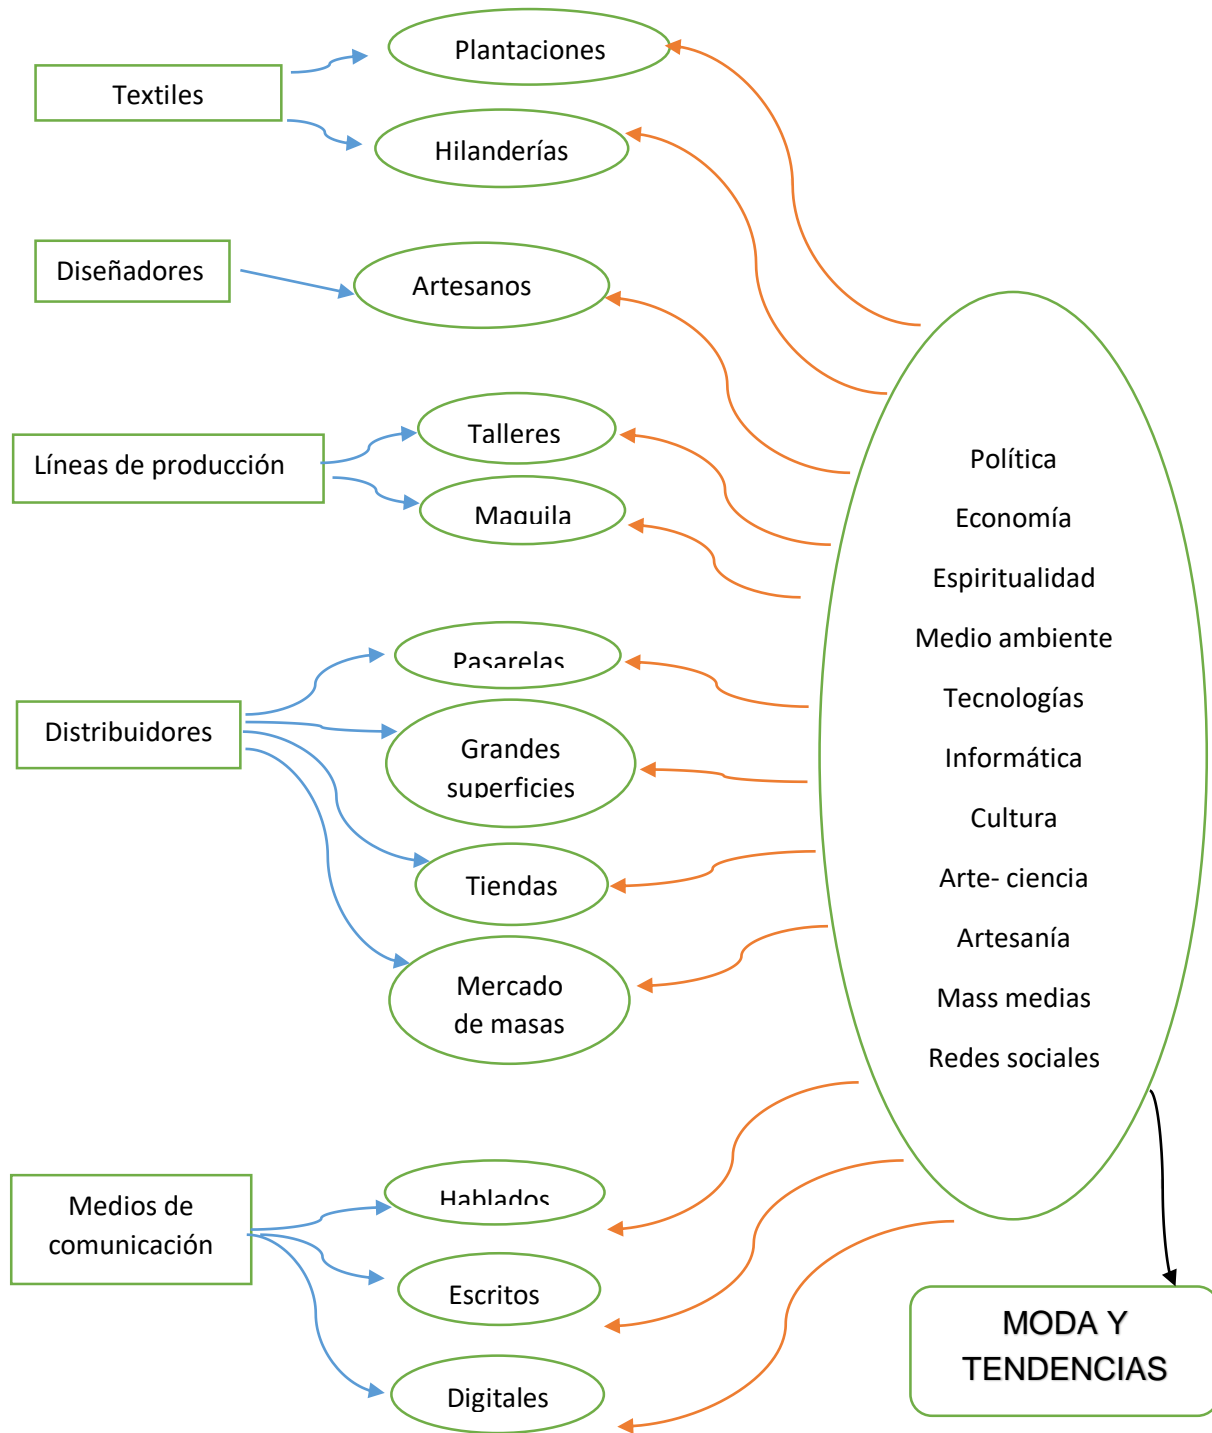 Plantaciones
Textiles
Hilanderías
Diseñadores
Artesanos
Talleres
Líneas de producción
Maquila
Pasarelas
Distribuidores
Grandes
superficies
Tiendas
Mercado
de masas
Medios de
comunicación
Hablados
Escritos
Digitales
Política
Economía
Espiritualidad
Medio ambiente
Tecnologías
Informática
Cultura
Arte- ciencia
Artesanía
Mass medias
Redes sociales
MODA Y
TENDENCIAS